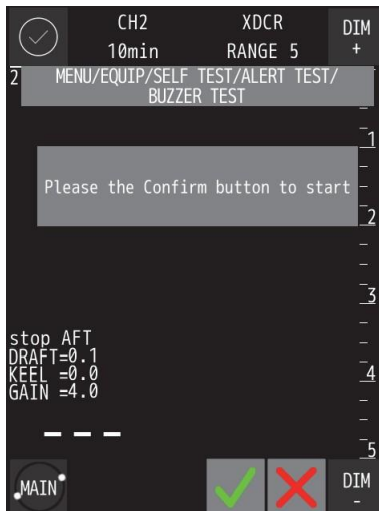 CH2 XDCR DIM
10min RANGE 5 +
2 MENU/EQUIP/SELF TEST/ALERT TEST/
BUZZER TEST
1
Please the Confirm button to start
2
3
stop AFT
DRAFT=0.1
KEEL =0.0
4
GAIN =4.0
- - -
5
MAIN DIM
-